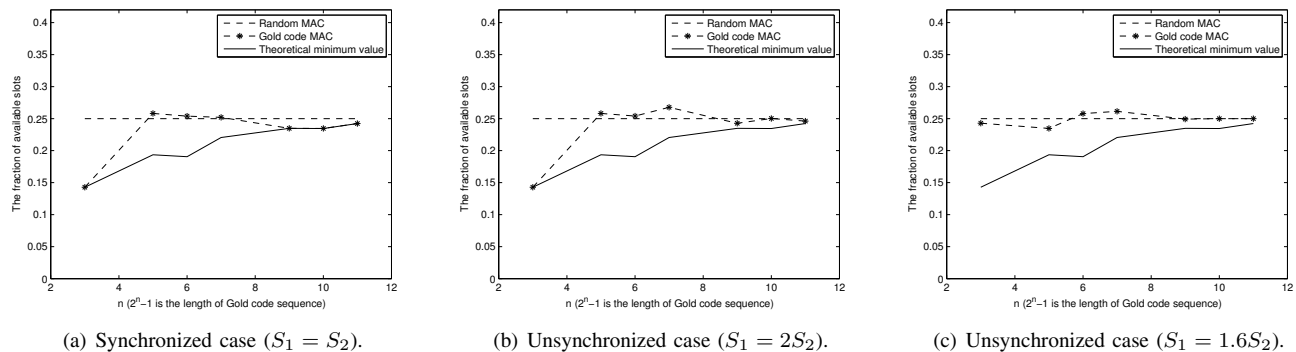 0.4
0.35
0.3
0.25
0.2
0.15
0.1
0.05
0
The fraction of available slots
2 4 6 8 10 12
n (2^n−1 is the length of Gold code sequence)
Random MAC
Gold code MAC
Theoretical minimum value
(a) Synchronized case (S₁ = S₂).
0.4
0.35
0.3
0.25
0.2
0.15
0.1
0.05
0
The fraction of available slots
2 4 6 8 10 12
n (2^n−1 is the length of Gold code sequence)
Random MAC
Gold code MAC
Theoretical minimum value
(b) Unsynchronized case (S₁ = 2S₂).
0.4
0.35
0.3
0.25
0.2
0.15
0.1
0.05
0
The fraction of available slots
2 4 6 8 10 12
n (2^n−1 is the length of Gold code sequence)
Random MAC
Gold code MAC
Theoretical minimum value
(c) Unsynchronized case (S₁ = 1.6S₂).